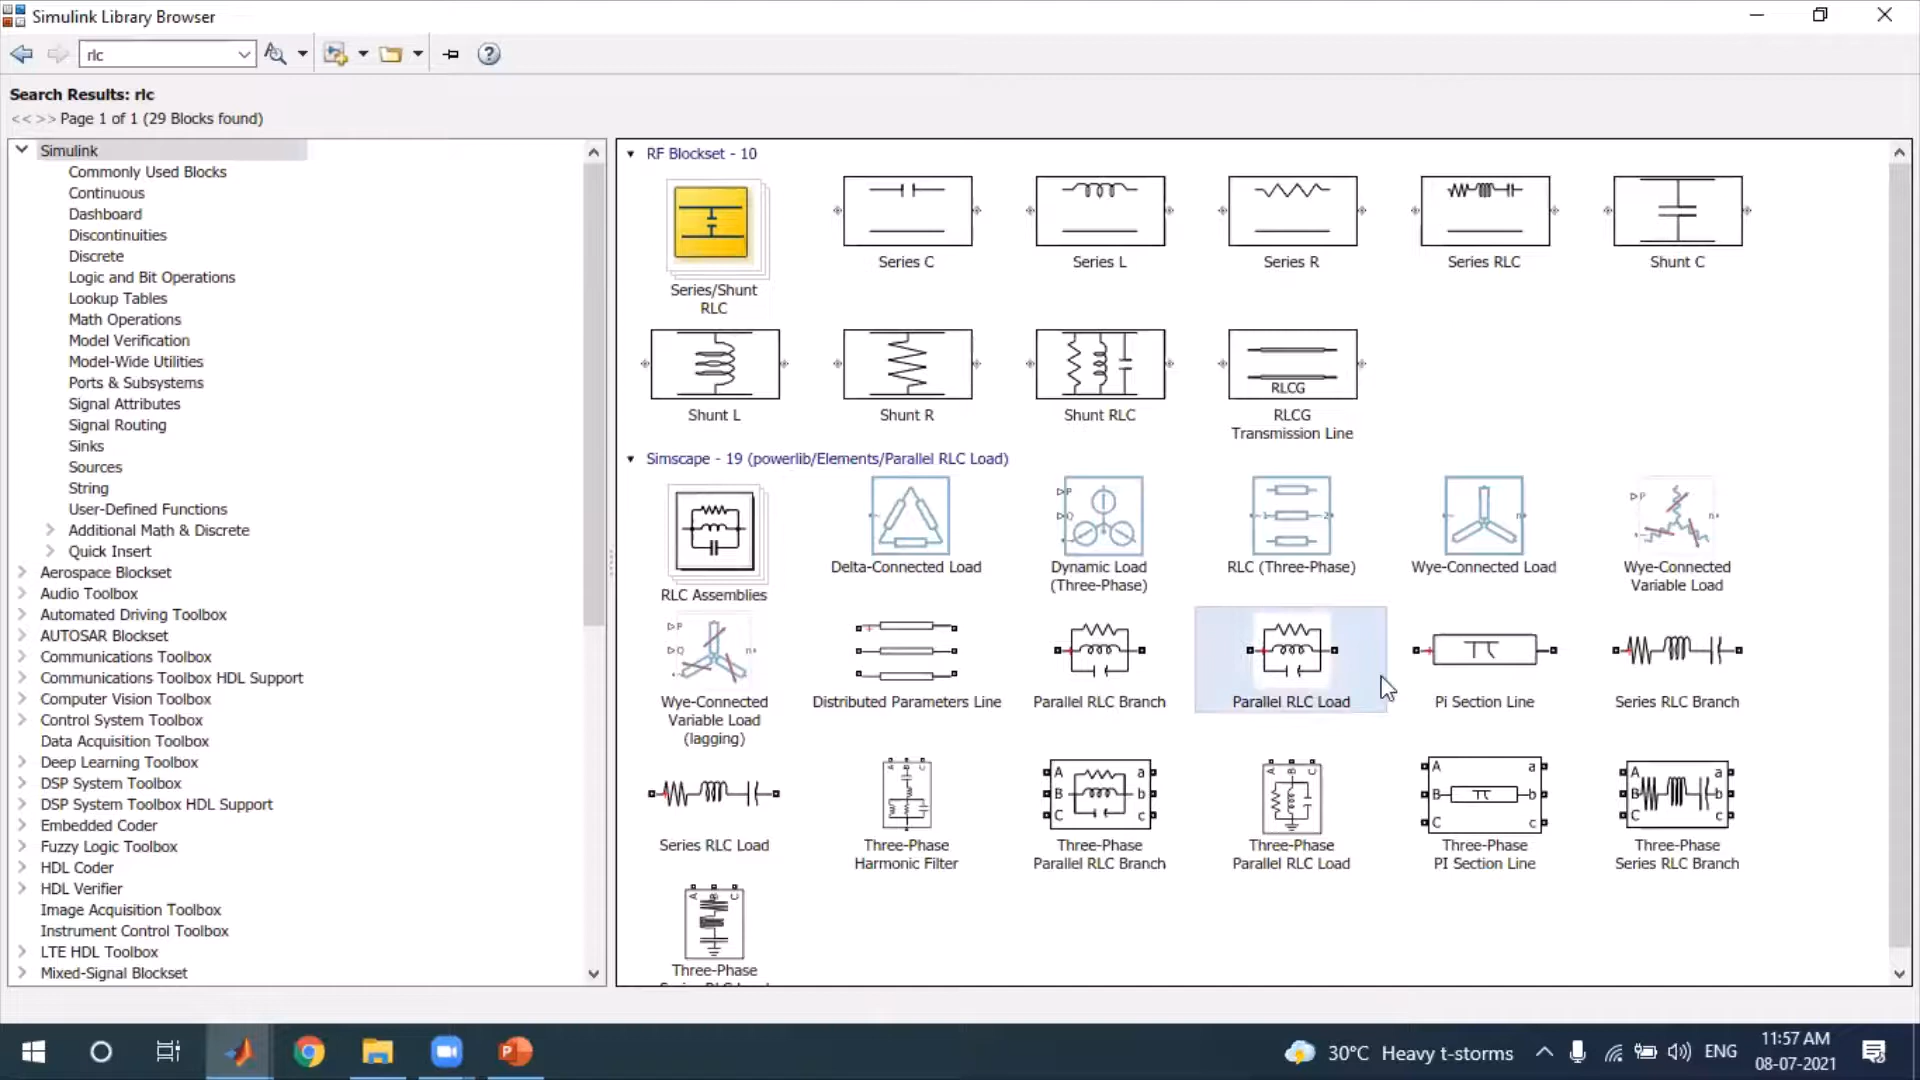 Simulink Library Browser
rlc
Search Results: rlc
<< >> Page 1 of 1 (29 Blocks found)
Simulink
Commonly Used Blocks
Continuous
Dashboard
Discontinuities
Discrete
Logic and Bit Operations
Lookup Tables
Math Operations
Model Verification
Model-Wide Utilities
Ports & Subsystems
Signal Attributes
Signal Routing
Sinks
Sources
String
User-Defined Functions
Additional Math & Discrete
Quick Insert
Aerospace Blockset
Audio Toolbox
Automated Driving Toolbox
AUTOSAR Blockset
Communications Toolbox
Communications Toolbox HDL Support
Computer Vision Toolbox
Control System Toolbox
Data Acquisition Toolbox
Deep Learning Toolbox
DSP System Toolbox
DSP System Toolbox HDL Support
Embedded Coder
Fuzzy Logic Toolbox
HDL Coder
HDL Verifier
Image Acquisition Toolbox
Instrument Control Toolbox
LTE HDL Toolbox
Mixed-Signal Blockset
RF Blockset - 10
Series/Shunt
RLC
Series C
Series L
Series R
Series RLC
Shunt C
Shunt L
Shunt R
Shunt RLC
RLCG
RLCG
Transmission Line
Simscape - 19 (powerlib/Elements/Parallel RLC Load)
RLC Assemblies
Delta-Connected Load
P
Q
Dynamic Load
(Three-Phase)
1
2
RLC (Three-Phase)
Wye-Connected Load
P
n
Wye-Connected
Variable Load
P
Q
n
Wye-Connected
Variable Load
(lagging)
Distributed Parameters Line
Parallel RLC Branch
Parallel RLC Load
π
Pi Section Line
Series RLC Branch
Series RLC Load
A B C
Three-Phase
Harmonic Filter
A a
B b
C c
Three-Phase
Parallel RLC Branch
A B C
Three-Phase
Parallel RLC Load
A a
B π b
C c
Three-Phase
PI Section Line
A a
B b
C c
Three-Phase
Series RLC Branch
A B C
Three-Phase
30°C Heavy t-storms
ENG
11:57 AM
08-07-2021